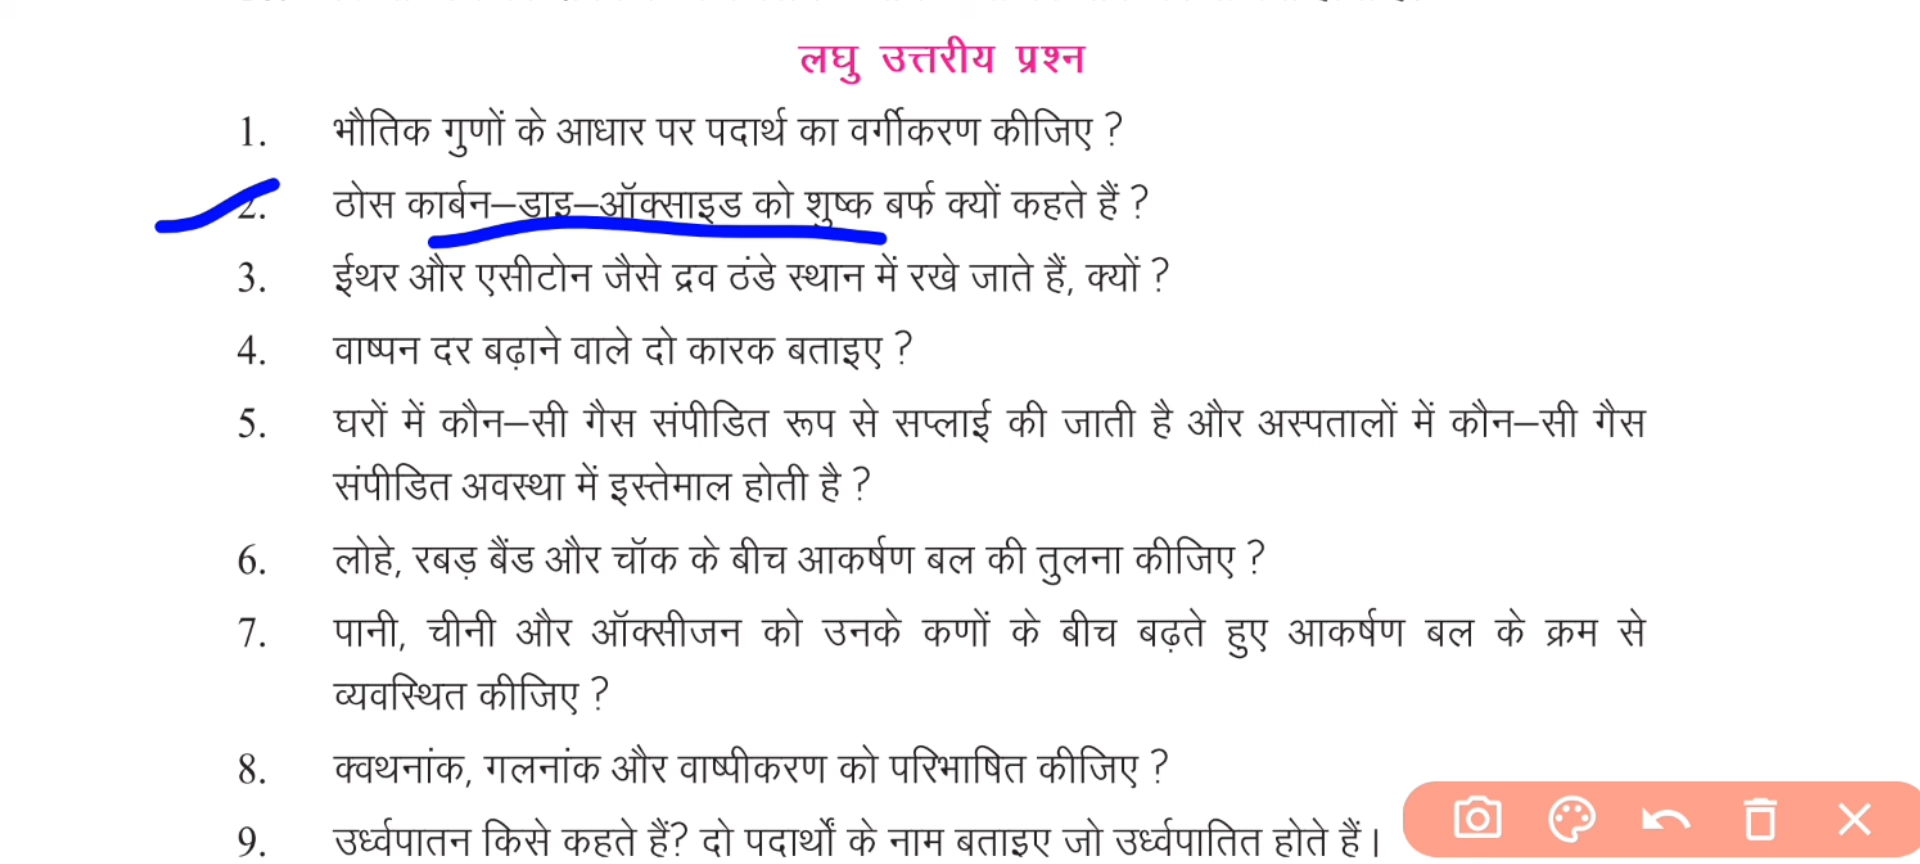 लघु उत्तरीय प्रश्न
1. भौतिक गुणों के आधार पर पदार्थ का वर्गीकरण कीजिए ?
2. ठोस कार्बन–डाइ–ऑक्साइड को शुष्क बर्फ क्यों कहते हैं ?
3. ईथर और एसीटोन जैसे द्रव ठंडे स्थान में रखे जाते हैं, क्यों ?
4. वाष्पन दर बढ़ाने वाले दो कारक बताइए ?
5. घरों में कौन–सी गैस संपीडित रूप से सप्लाई की जाती है और अस्पतालों में कौन–सी गैस
संपीडित अवस्था में इस्तेमाल होती है ?
6. लोहे, रबड़ बैंड और चॉक के बीच आकर्षण बल की तुलना कीजिए ?
7. पानी, चीनी और ऑक्सीजन को उनके कणों के बीच बढ़ते हुए आकर्षण बल के क्रम से
व्यवस्थित कीजिए ?
8. क्वथनांक, गलनांक और वाष्पीकरण को परिभाषित कीजिए ?
9. उर्ध्वपातन किसे कहते हैं? दो पदार्थों के नाम बताइए जो उर्ध्वपातित होते हैं।